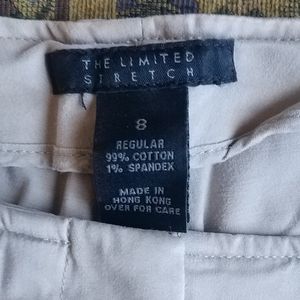 THE LIMITED
STRETCH
8
REGULAR
99% COTTON
1% SPANDEX
MADE IN
HONG KONG
OVER FOR CARE